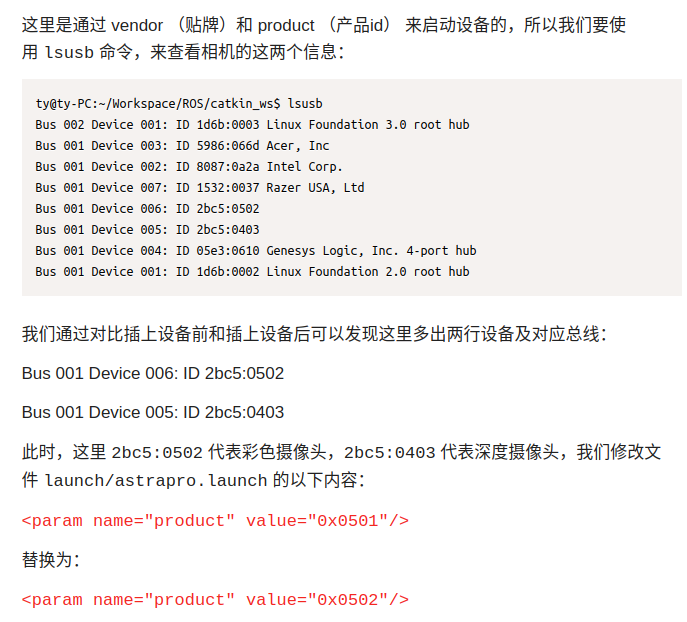 这里是通过 vendor （贴牌）和 product （产品id） 来启动设备的，所以我们要使
用 lsusb 命令，来查看相机的这两个信息：
ty@ty-PC:~/Workspace/ROS/catkin_ws$ lsusb
Bus 002 Device 001: ID 1d6b:0003 Linux Foundation 3.0 root hub
Bus 001 Device 003: ID 5986:066d Acer, Inc
Bus 001 Device 002: ID 8087:0a2a Intel Corp.
Bus 001 Device 007: ID 1532:0037 Razer USA, Ltd
Bus 001 Device 006: ID 2bc5:0502
Bus 001 Device 005: ID 2bc5:0403
Bus 001 Device 004: ID 05e3:0610 Genesys Logic, Inc. 4-port hub
Bus 001 Device 001: ID 1d6b:0002 Linux Foundation 2.0 root hub
我们通过对比插上设备前和插上设备后可以发现这里多出两行设备及对应总线：
Bus 001 Device 006: ID 2bc5:0502
Bus 001 Device 005: ID 2bc5:0403
此时，这里 2bc5:0502 代表彩色摄像头，2bc5:0403 代表深度摄像头，我们修改文
件 launch/astrapro.launch 的以下内容：
<param name="product" value="0x0501"/>
替换为：
<param name="product" value="0x0502"/>